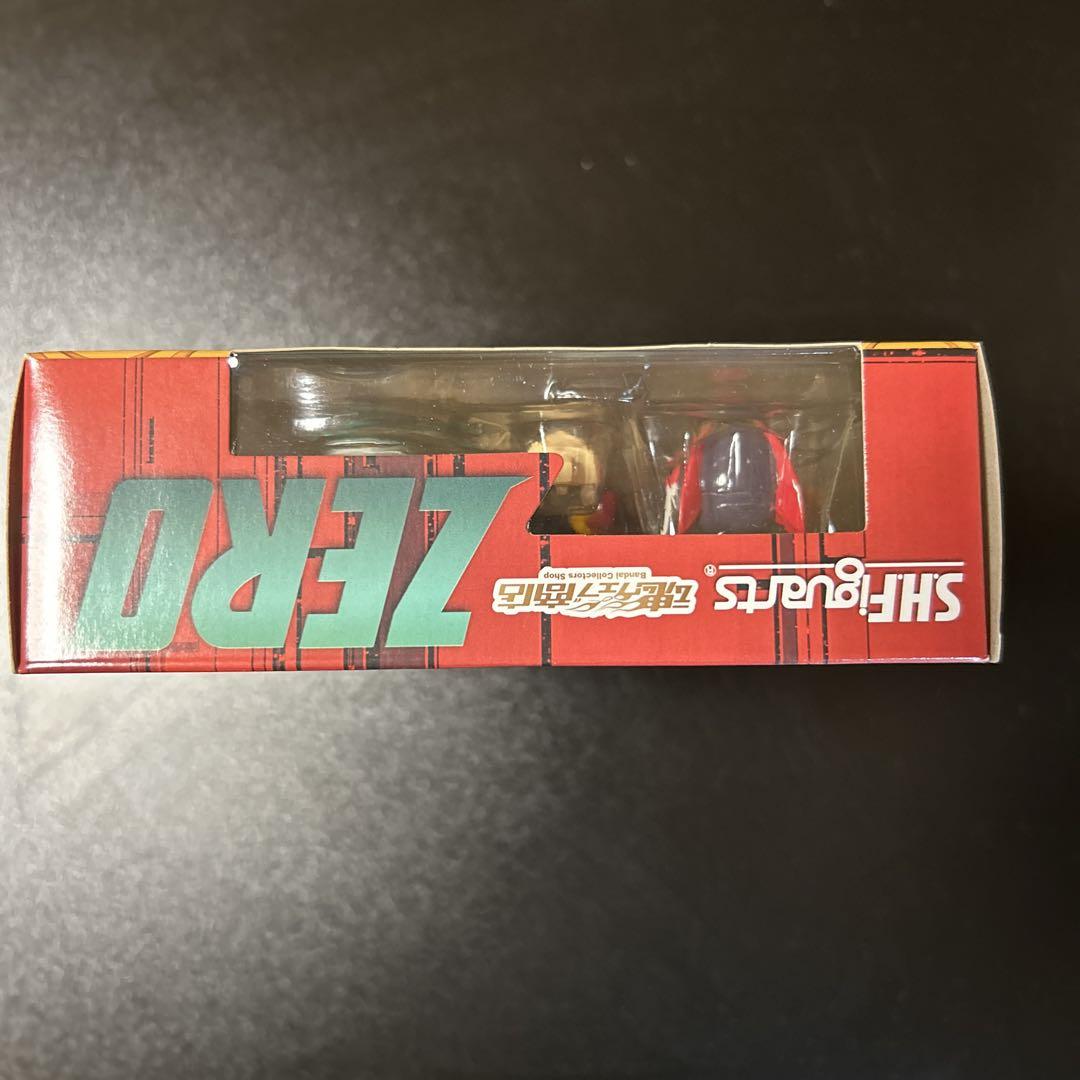 S.H.Figuarts®
魂ウェブ商店
Bandai Collectors Shop
ZERO